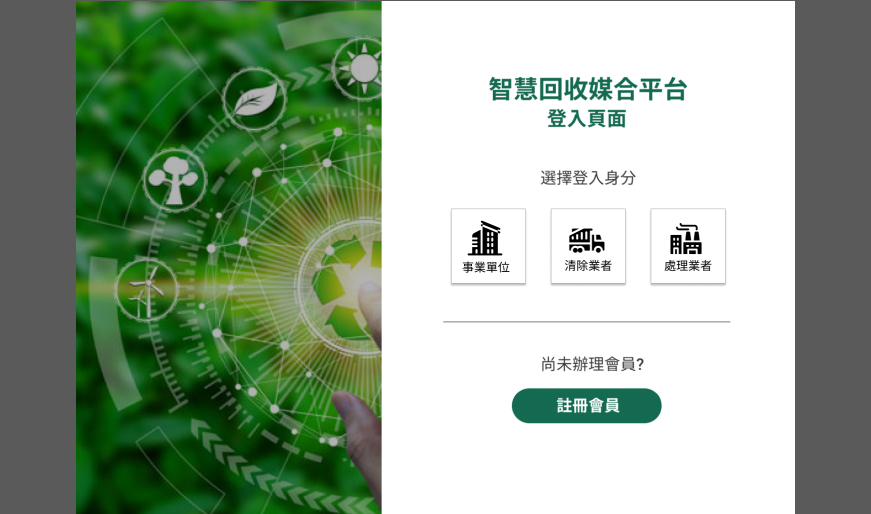 智慧回收媒合平台
登入頁面
選擇登入身分
事業單位
清除業者
處理業者
尚未辦理會員?
註冊會員